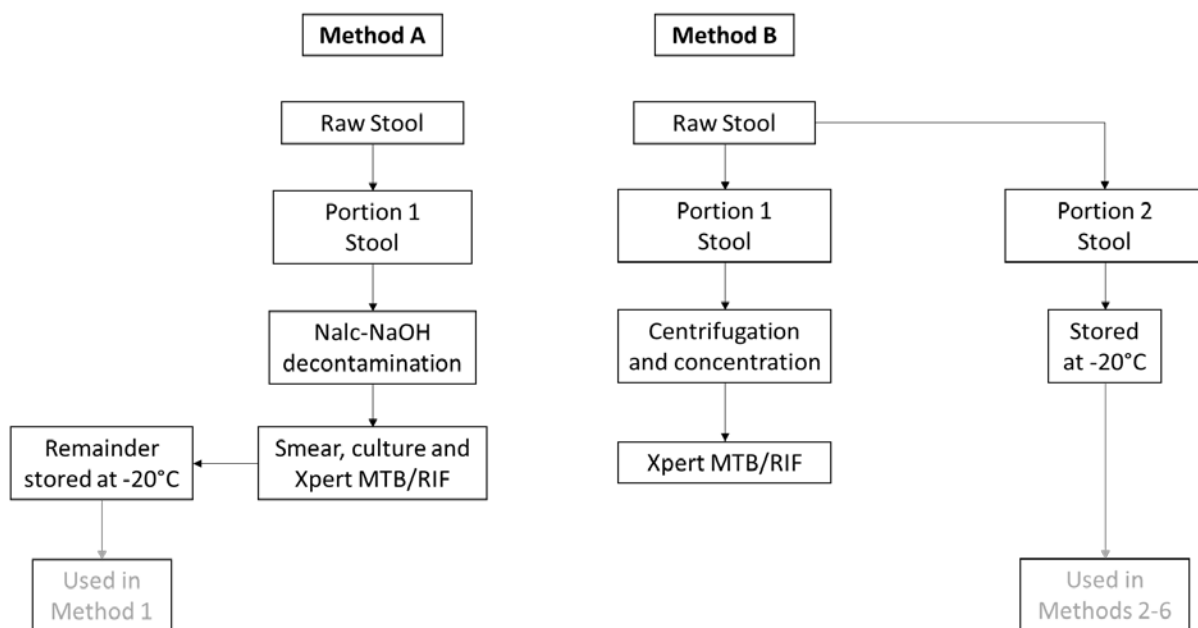 Method A
Raw Stool
Portion 1
Stool
Nalc-NaOH
decontamination
Smear, culture and
Xpert MTB/RIF
Remainder
stored at -20°C
Used in
Method 1
Method B
Raw Stool
Portion 1
Stool
Centrifugation
and concentration
Xpert MTB/RIF
Portion 2
Stool
Stored
at -20°C
Used in
Methods 2-6